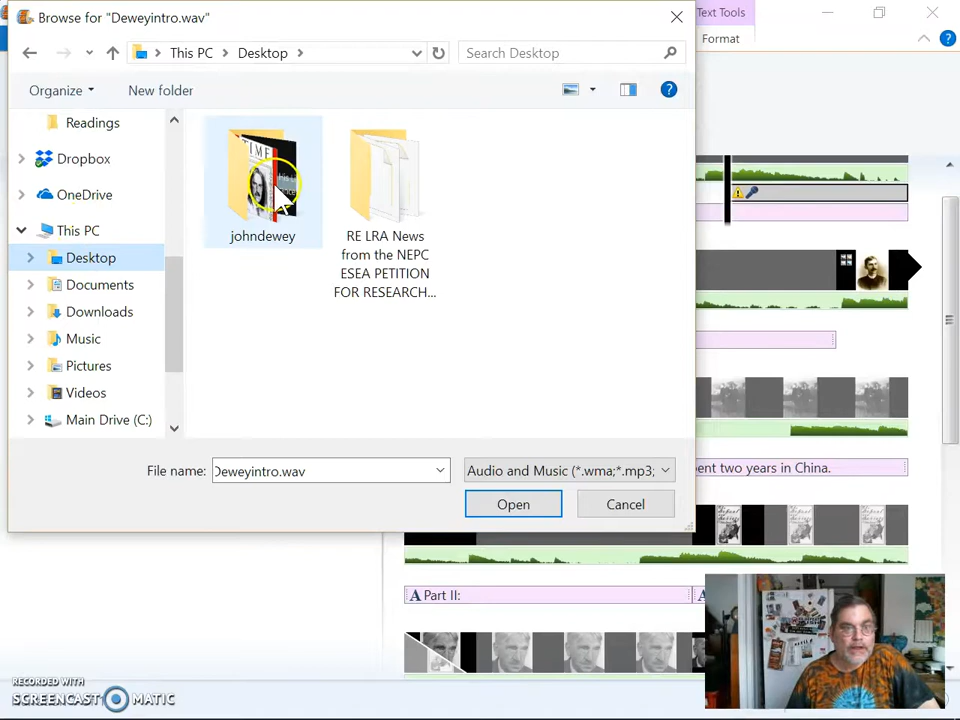 Browse for "Deweyintro.wav"
Text Tools
This PC
Desktop
Search Desktop
Format
Organize
New folder
Readings
Dropbox
OneDrive
This PC
Desktop
Documents
Downloads
Music
Pictures
Videos
Main Drive (C:)
TIME
johndewey
RE LRA News
from the NEPC
ESEA PETITION
FOR RESEARCH...
ent two years in China.
File name:
Deweyintro.wav
Audio and Music (*.wma;*.mp3;
Open
Cancel
A Part II:
RECORDED WITH
SCREENCAST MATIC